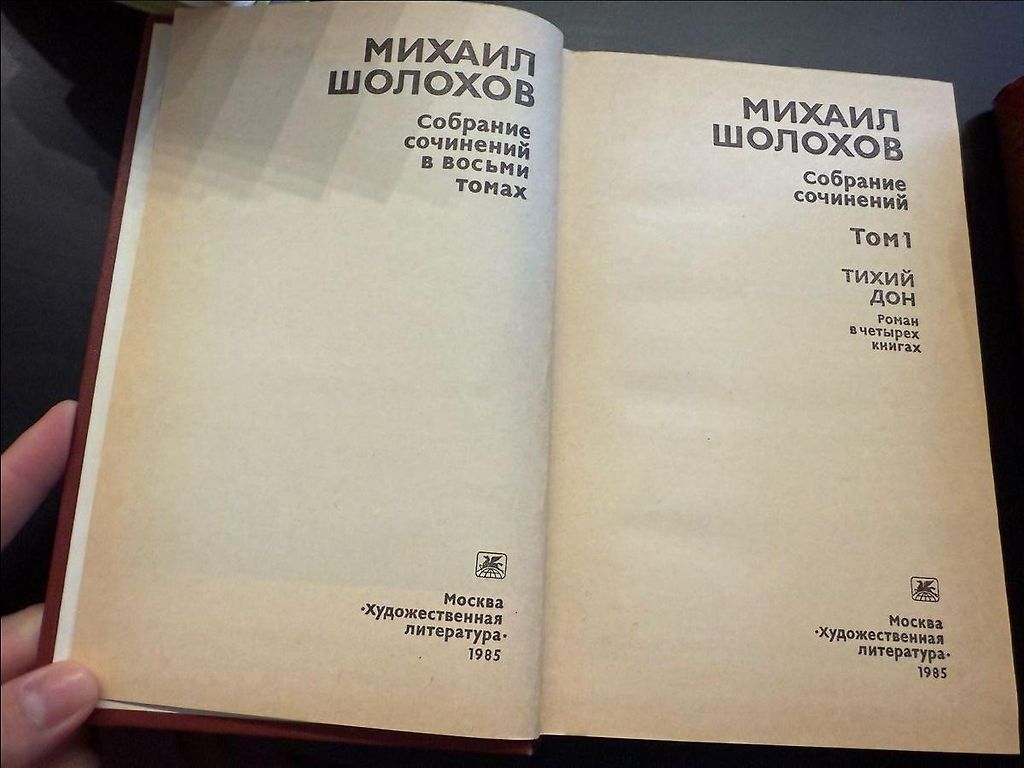 МИХАИЛ
ШОЛОХОВ
Собрание
сочинений
в восьми
томах
Москва
«Художественная
литература»
1985
МИХАИЛ
ШОЛОХОВ
Собрание
сочинений
Том 1
ТИХИЙ
ДОН
Роман
в четырех
книгах
Москва
«Художественная
литература»
1985